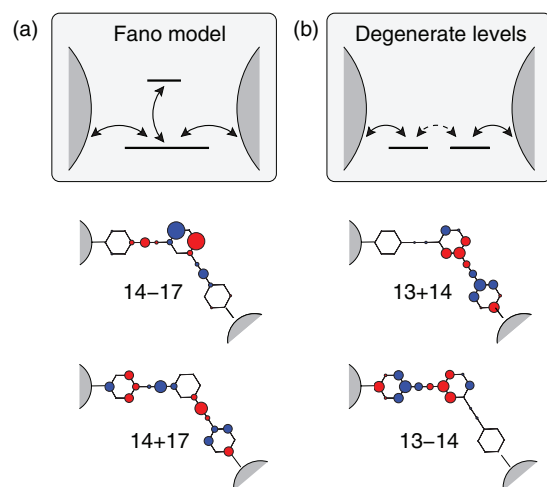 (a)
Fano model
(b)
Degenerate levels
14−17
13+14
14+17
13−14